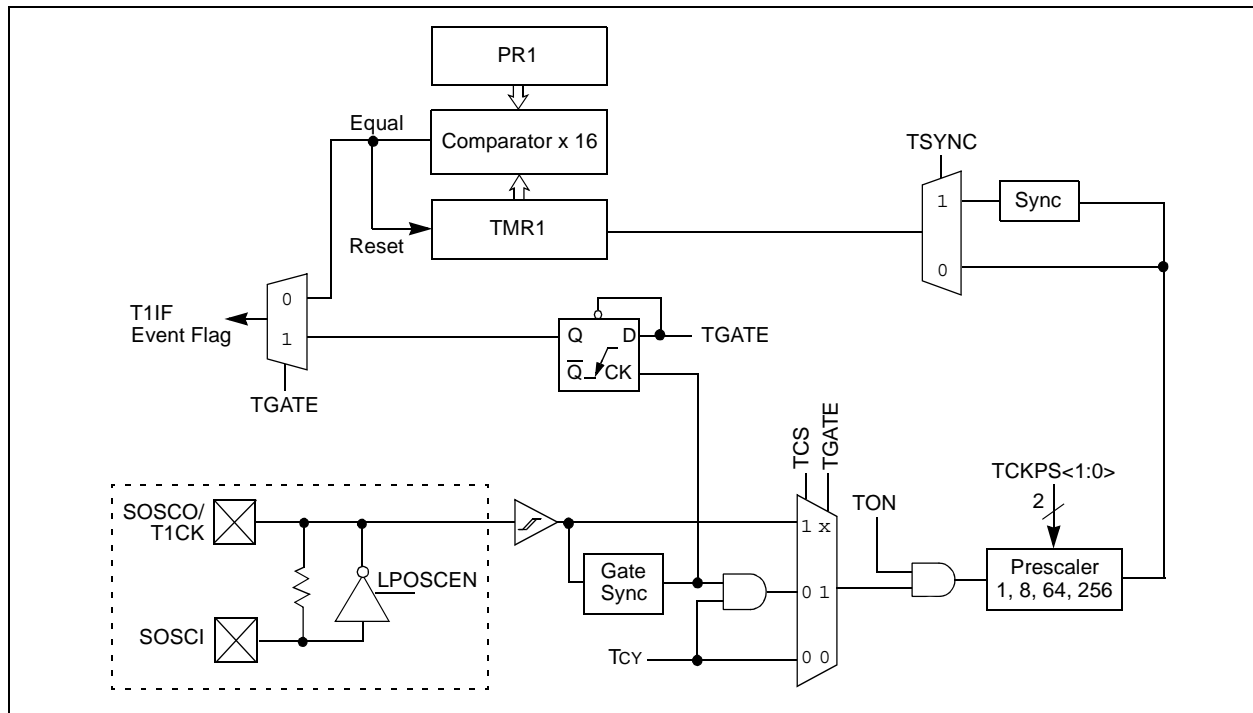 PR1
Equal
Comparator x 16
TSYNC
1
Sync
Reset
TMR1
0
T1IF
Event Flag
0
1
Q
D
TGATE
Q̅
CK
TGATE
TCS
TGATE
TCKPS<1:0>
2
SOSCO/
T1CK
TON
1 x
LPOSCEN
Gate
Sync
0 1
Prescaler
1, 8, 64, 256
SOSCI
TCY
0 0